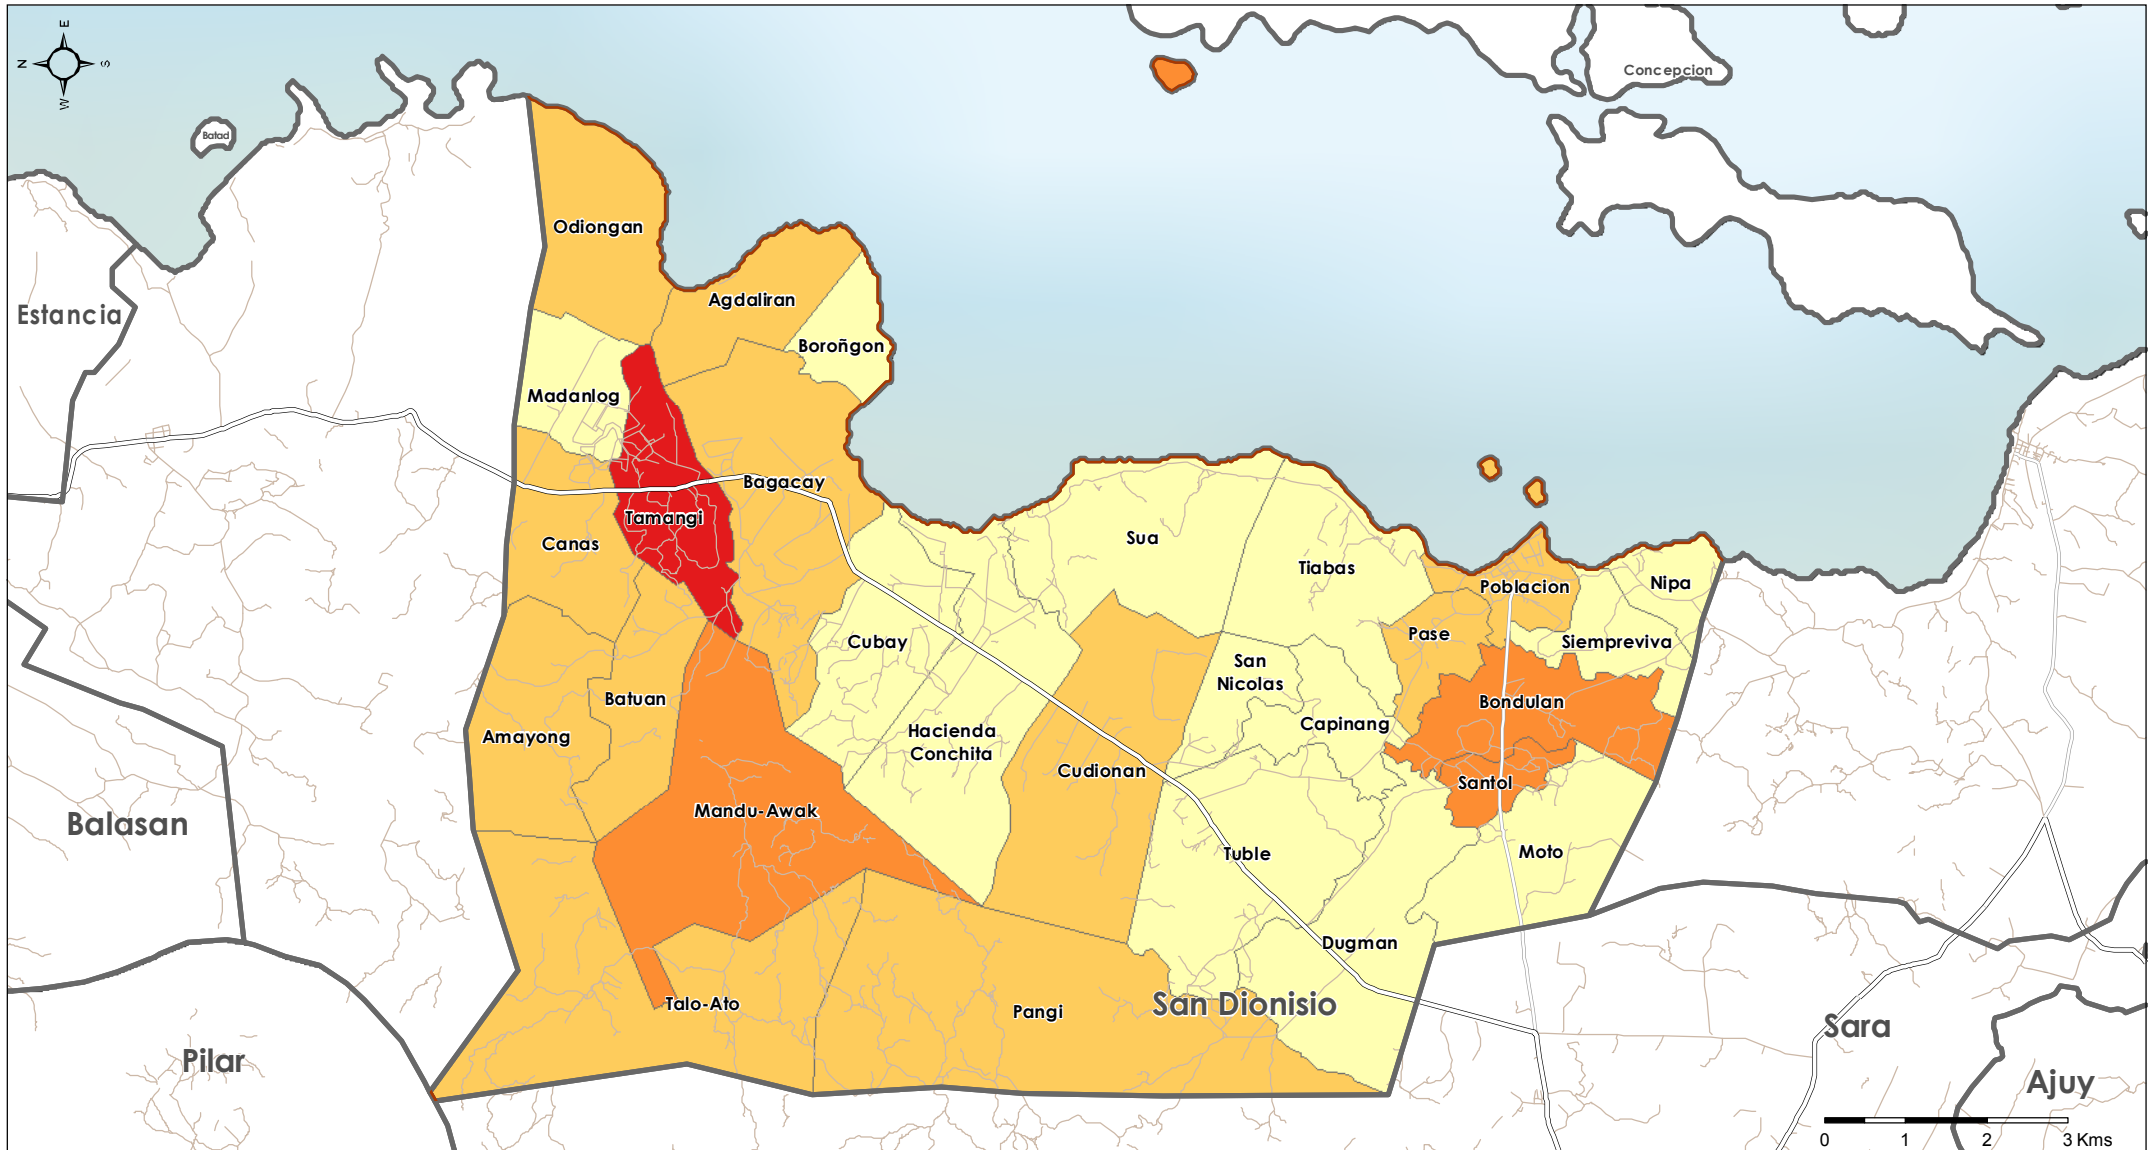 E
N
S
W
Concepcion
Batad
Odiongan
Agdaliran
Estancia
Boroñgon
Madanlog
Bagacay
Tamangi
Canas
Sua
Tiabas
Poblacion
Nipa
Pase
Siempreviva
Cubay
San
Nicolas
Batuan
Bondulan
Amayong
Hacienda
Conchita
Capinang
Cudionan
Santol
Mandu-Awak
Balasan
Tuble
Moto
Dugman
Talo-Ato
Pangi
San Dionisio
Sara
Pilar
Ajuy
0 1 2 3 Kms